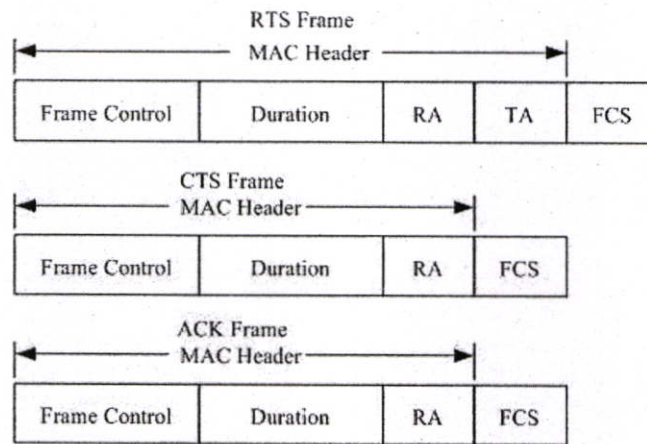 RTS Frame
MAC Header
Frame Control Duration RA TA FCS
CTS Frame
MAC Header
Frame Control Duration RA FCS
ACK Frame
MAC Header
Frame Control Duration RA FCS